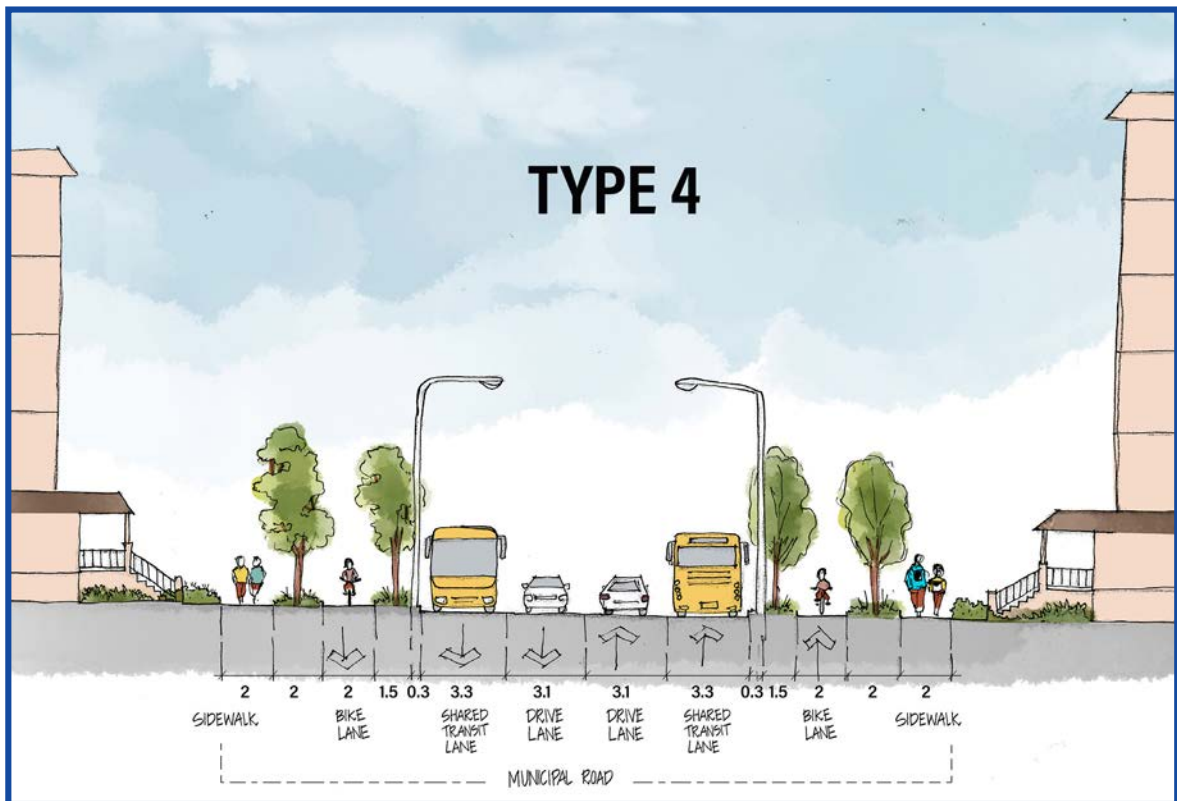 TYPE 4
2 2 2 1.5 0.3 3.3 3.1 3.1 3.3 0.3 1.5 2 2 2
SIDEWALK
BIKE
LANE
SHARED
TRANSIT
LANE
DRIVE
LANE
DRIVE
LANE
SHARED
TRANSIT
LANE
BIKE
LANE
SIDEWALK
MUNICIPAL ROAD